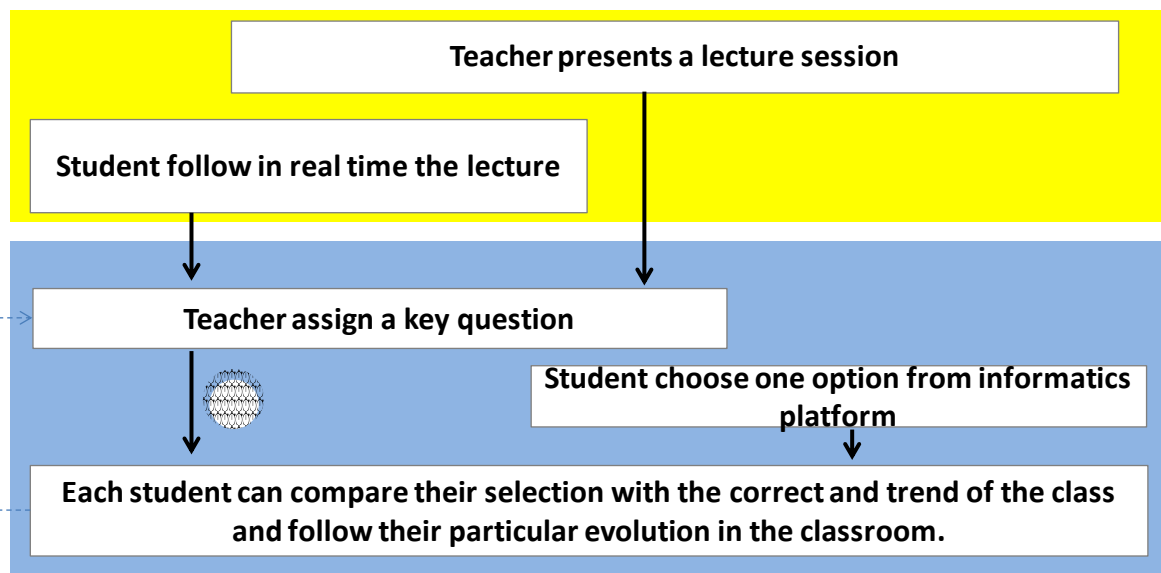 Teacher presents a lecture session
Student follow in real time the lecture
Teacher assign a key question
Student choose one option from informatics
platform
Each student can compare their selection with the correct and trend of the class
and follow their particular evolution in the classroom.